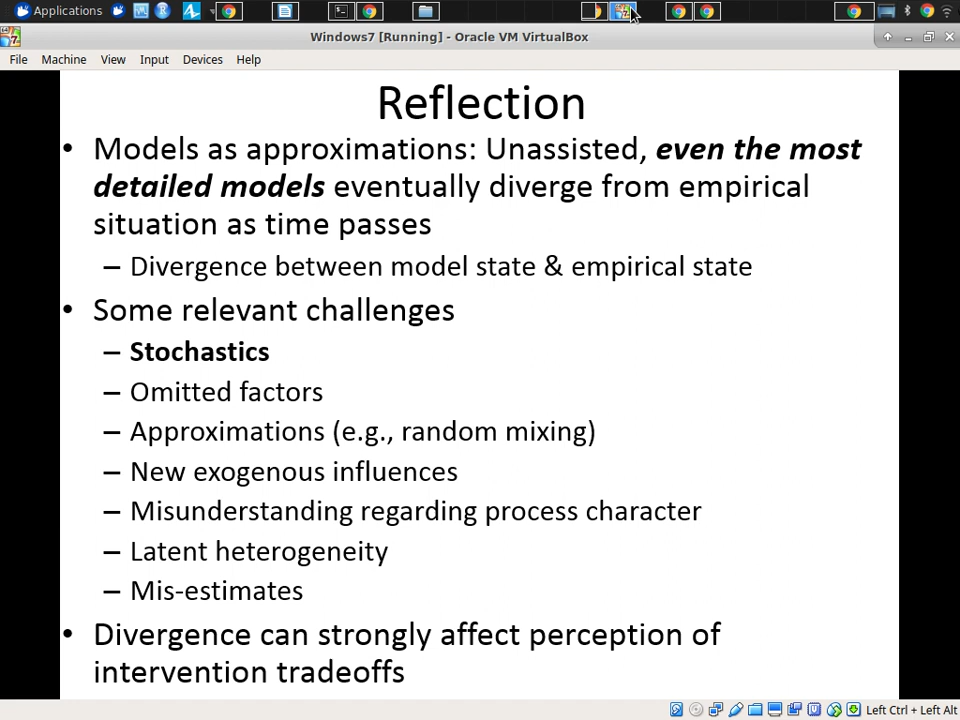 Applications
Windows7 [Running] - Oracle VM VirtualBox
File Machine View Input Devices Help
Reflection
• Models as approximations: Unassisted, even the most
detailed models eventually diverge from empirical
situation as time passes
– Divergence between model state & empirical state
• Some relevant challenges
– Stochastics
– Omitted factors
– Approximations (e.g., random mixing)
– New exogenous influences
– Misunderstanding regarding process character
– Latent heterogeneity
– Mis-estimates
• Divergence can strongly affect perception of
intervention tradeoffs
Left Ctrl + Left Alt